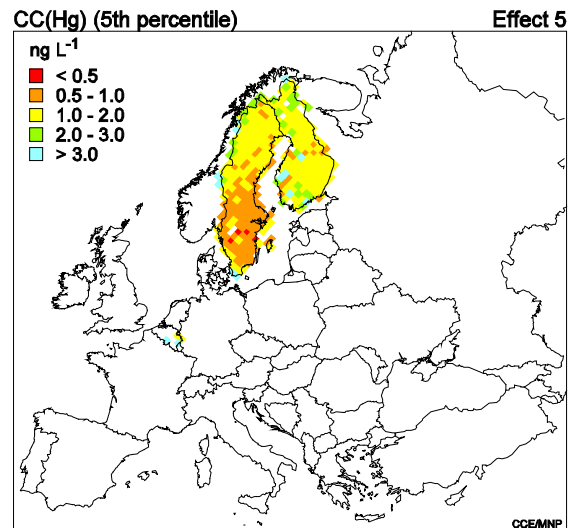 CC(Hg) (5th percentile) Effect 5
ng L-1
< 0.5
0.5 - 1.0
1.0 - 2.0
2.0 - 3.0
> 3.0
CCE/MNP